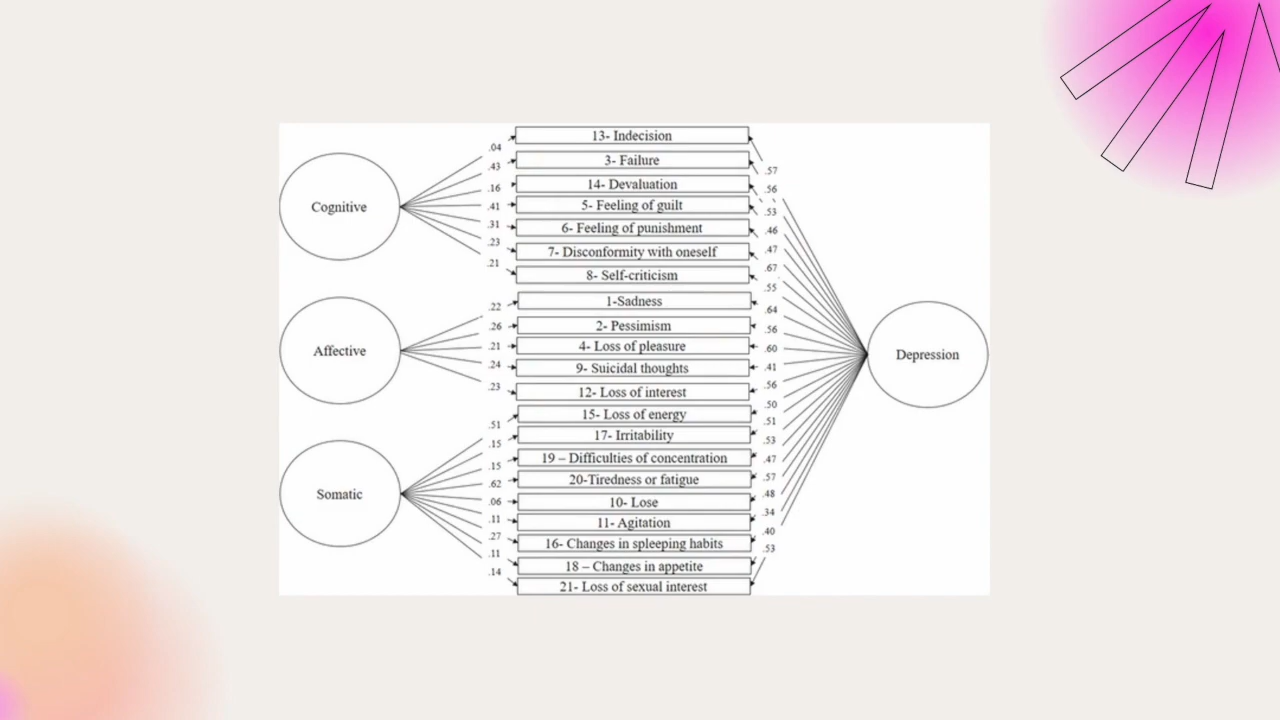 Cognitive
Affective
Somatic
.04
.43
.16
.41
.31
.23
.21
.22
.26
.21
.24
.23
.51
.15
.15
.62
.06
.11
.27
.11
.14
13- Indecision
3- Failure
14- Devaluation
5- Feeling of guilt
6- Feeling of punishment
7- Disconformity with oneself
8- Self-criticism
1-Sadness
2- Pessimism
4- Loss of pleasure
9- Suicidal thoughts
12- Loss of interest
15- Loss of energy
17- Irritability
19 – Difficulties of concentration
20-Tiredness or fatigue
10- Lose
11- Agitation
16- Changes in spleeping habits
18 – Changes in appetite
21- Loss of sexual interest
.57
.56
.53
.46
.47
.67
.55
.64
.56
.60
.41
.56
.50
.51
.53
.47
.57
.48
.34
.40
.53
Depression